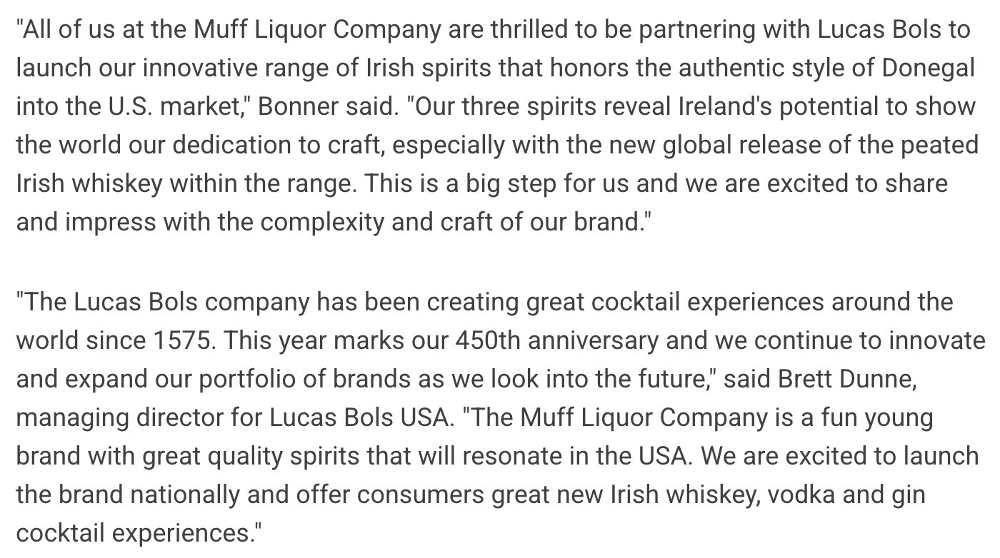 "All of us at the Muff Liquor Company are thrilled to be partnering with Lucas Bols to
launch our innovative range of Irish spirits that honors the authentic style of Donegal
into the U.S. market," Bonner said. "Our three spirits reveal Ireland's potential to show
the world our dedication to craft, especially with the new global release of the peated
Irish whiskey within the range. This is a big step for us and we are excited to share
and impress with the complexity and craft of our brand."
"The Lucas Bols company has been creating great cocktail experiences around the
world since 1575. This year marks our 450th anniversary and we continue to innovate
and expand our portfolio of brands as we look into the future," said Brett Dunne,
managing director for Lucas Bols USA. "The Muff Liquor Company is a fun young
brand with great quality spirits that will resonate in the USA. We are excited to launch
the brand nationally and offer consumers great new Irish whiskey, vodka and gin
cocktail experiences."